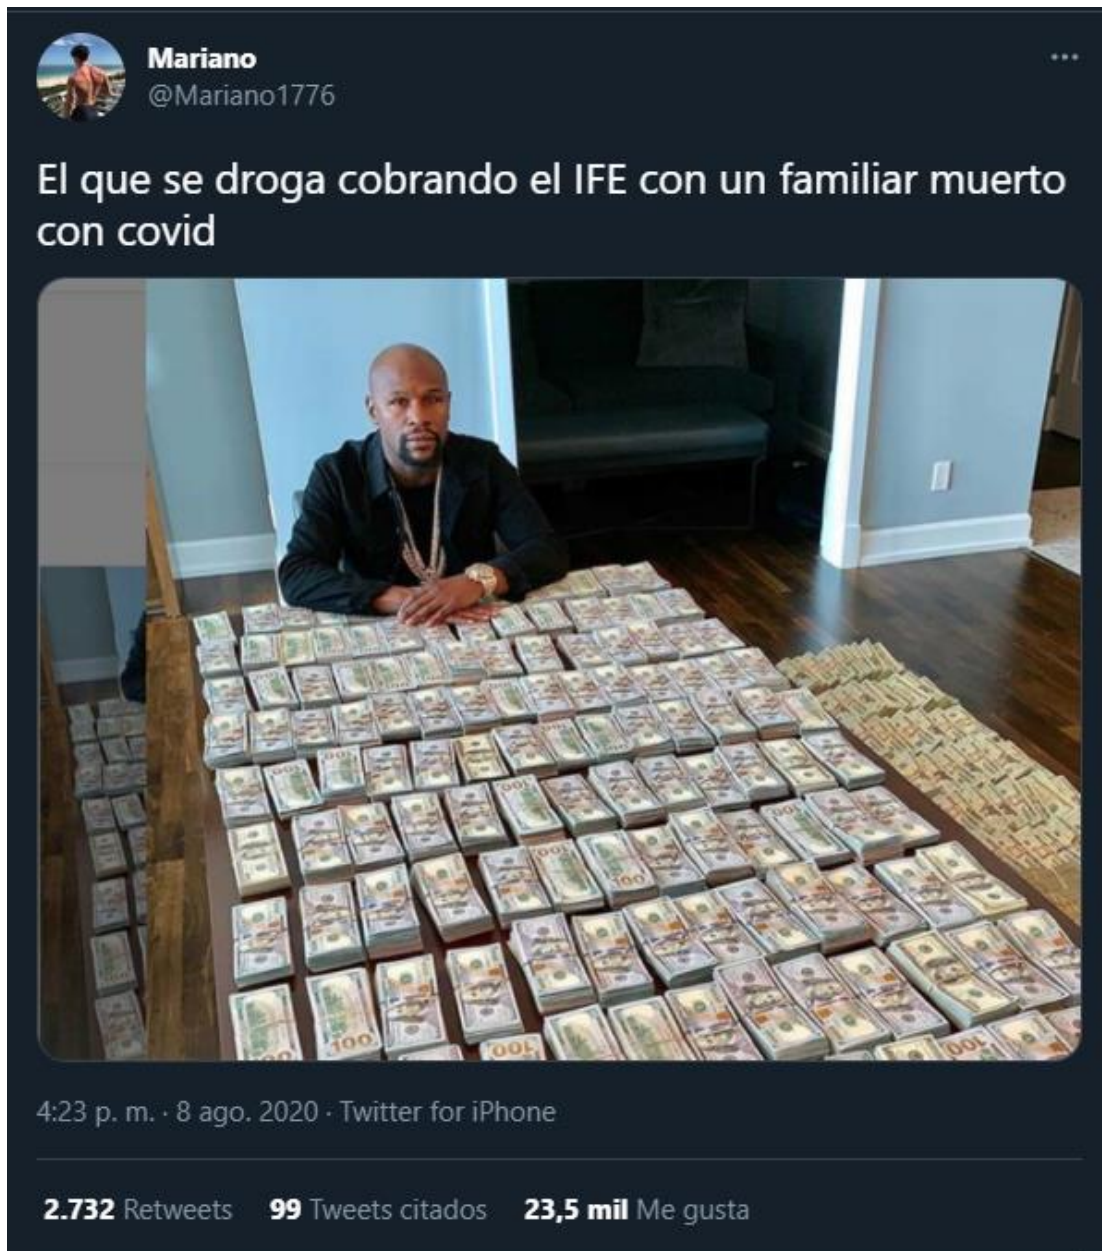 Mariano
@Mariano1776
El que se droga cobrando el IFE con un familiar muerto
con covid
4:23 p. m. · 8 ago. 2020 · Twitter for iPhone
2.732 Retweets 99 Tweets citados 23,5 mil Me gusta